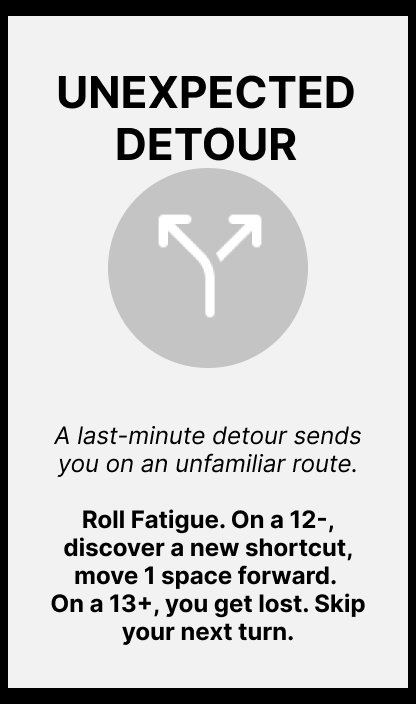 UNEXPECTED
DETOUR
A last-minute detour sends
you on an unfamiliar route.
Roll Fatigue. On a 12-,
discover a new shortcut,
move 1 space forward.
On a 13+, you get lost. Skip
your next turn.